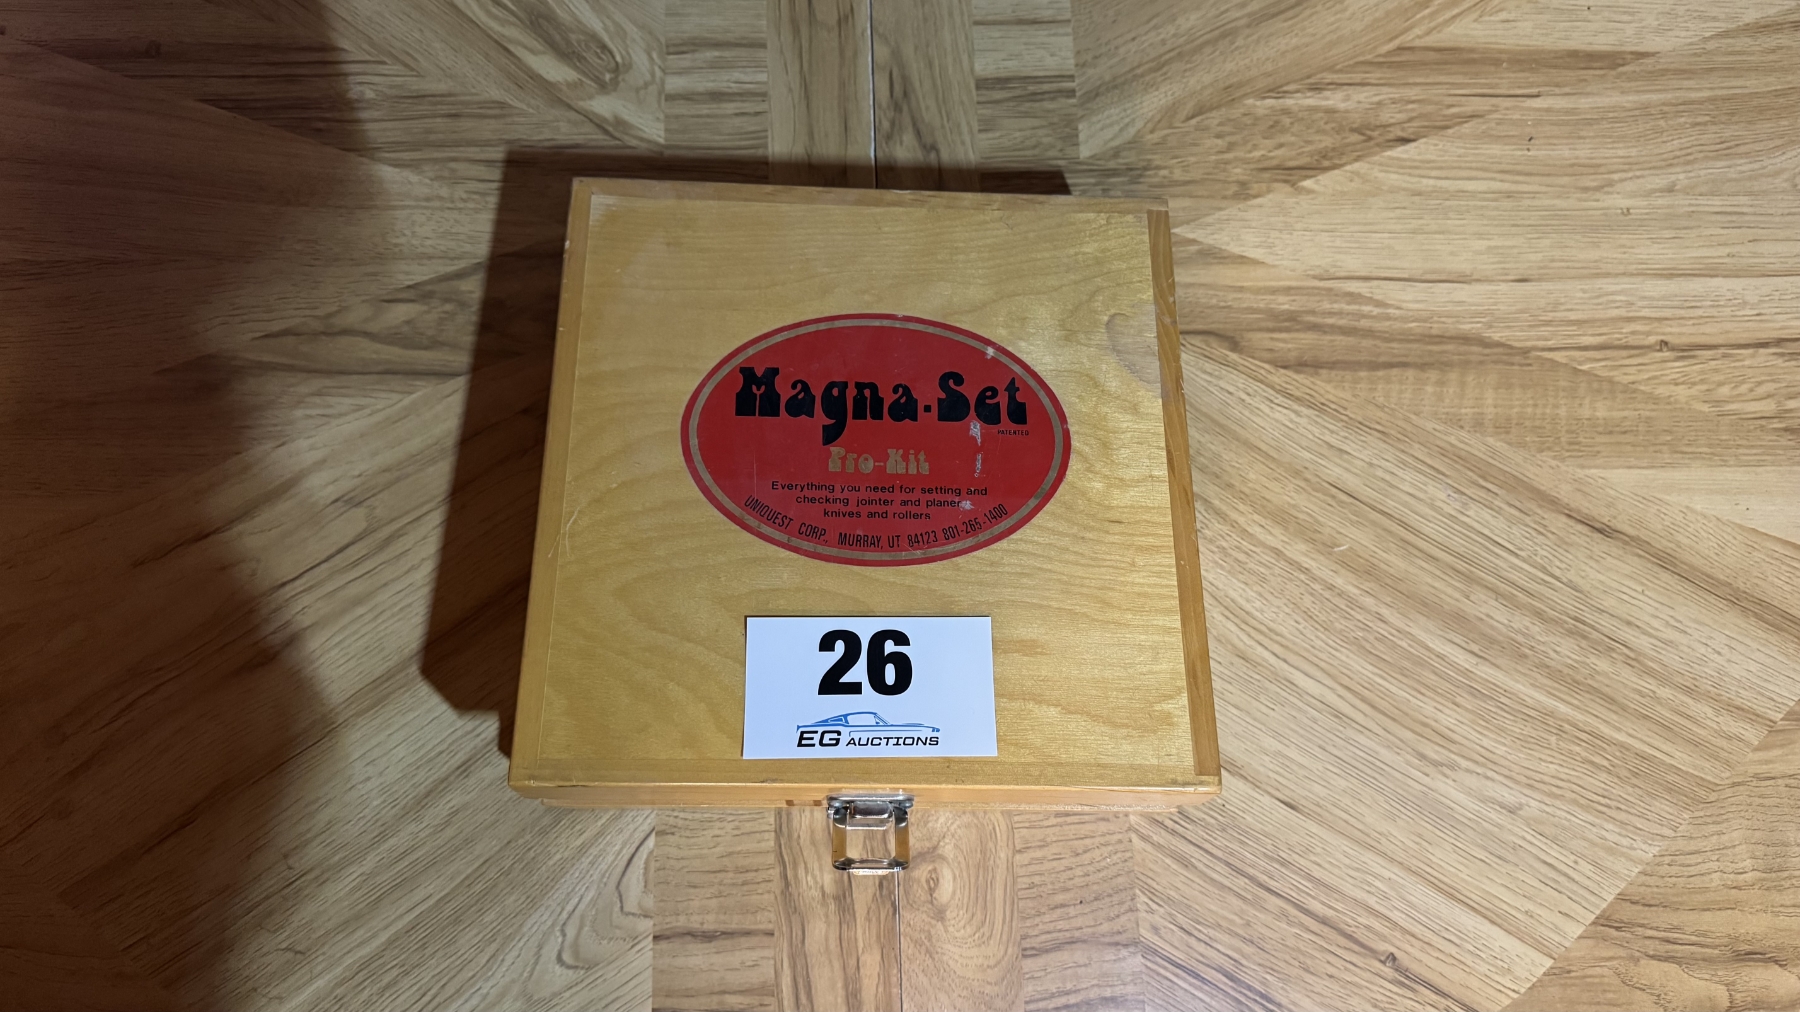 Magna-Set
PATENTED
Pro-Kit
Everything you need for setting and
checking jointer and planer
knives and rollers
UNIQUEST CORP., MURRAY, UT. 84123 801-265-1400
26
EG AUCTIONS